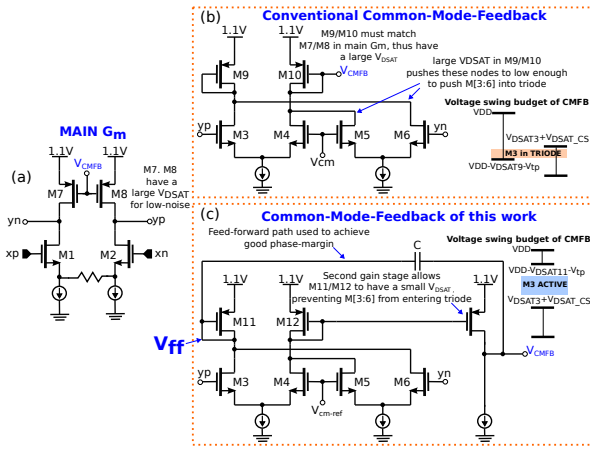 (b)
Conventional Common-Mode-Feedback
1.1V
1.1V
M9/M10 must match
M7/M8 in main Gm, thus have
a large VDSAT
M9
M10
VCMFB
large VDSAT in M9/M10
pushes these nodes to low enough
to push M[3:6] into triode
Voltage swing budget of CMFB
VDD
VDSAT3+VDSAT_CS
M3 in TRIODE
VDD-VDSAT9-Vtp
yp
M3
M4
M5
M6
yn
Vcm
MAIN Gm
(a)
1.1V
1.1V
VCMFB
M7
M8
M7. M8
have a
large VDSAT
for low-noise
yn
yp
xp
M1
M2
xn
(c)
Common-Mode-Feedback of this work
Feed-forward path used to achieve
good phase-margin
C
Voltage swing budget of CMFB
VDD
VDD-VDSAT11-Vtp
M3 ACTIVE
VDSAT3+VDSAT_CS
1.1V
1.1V
1.1V
Second gain stage allows
M11/M12 to have a small VDSAT,
preventing M[3:6] from entering triode
M11
M12
Vff
VCMFB
yp
M3
M4
M5
M6
yn
Vcm-ref